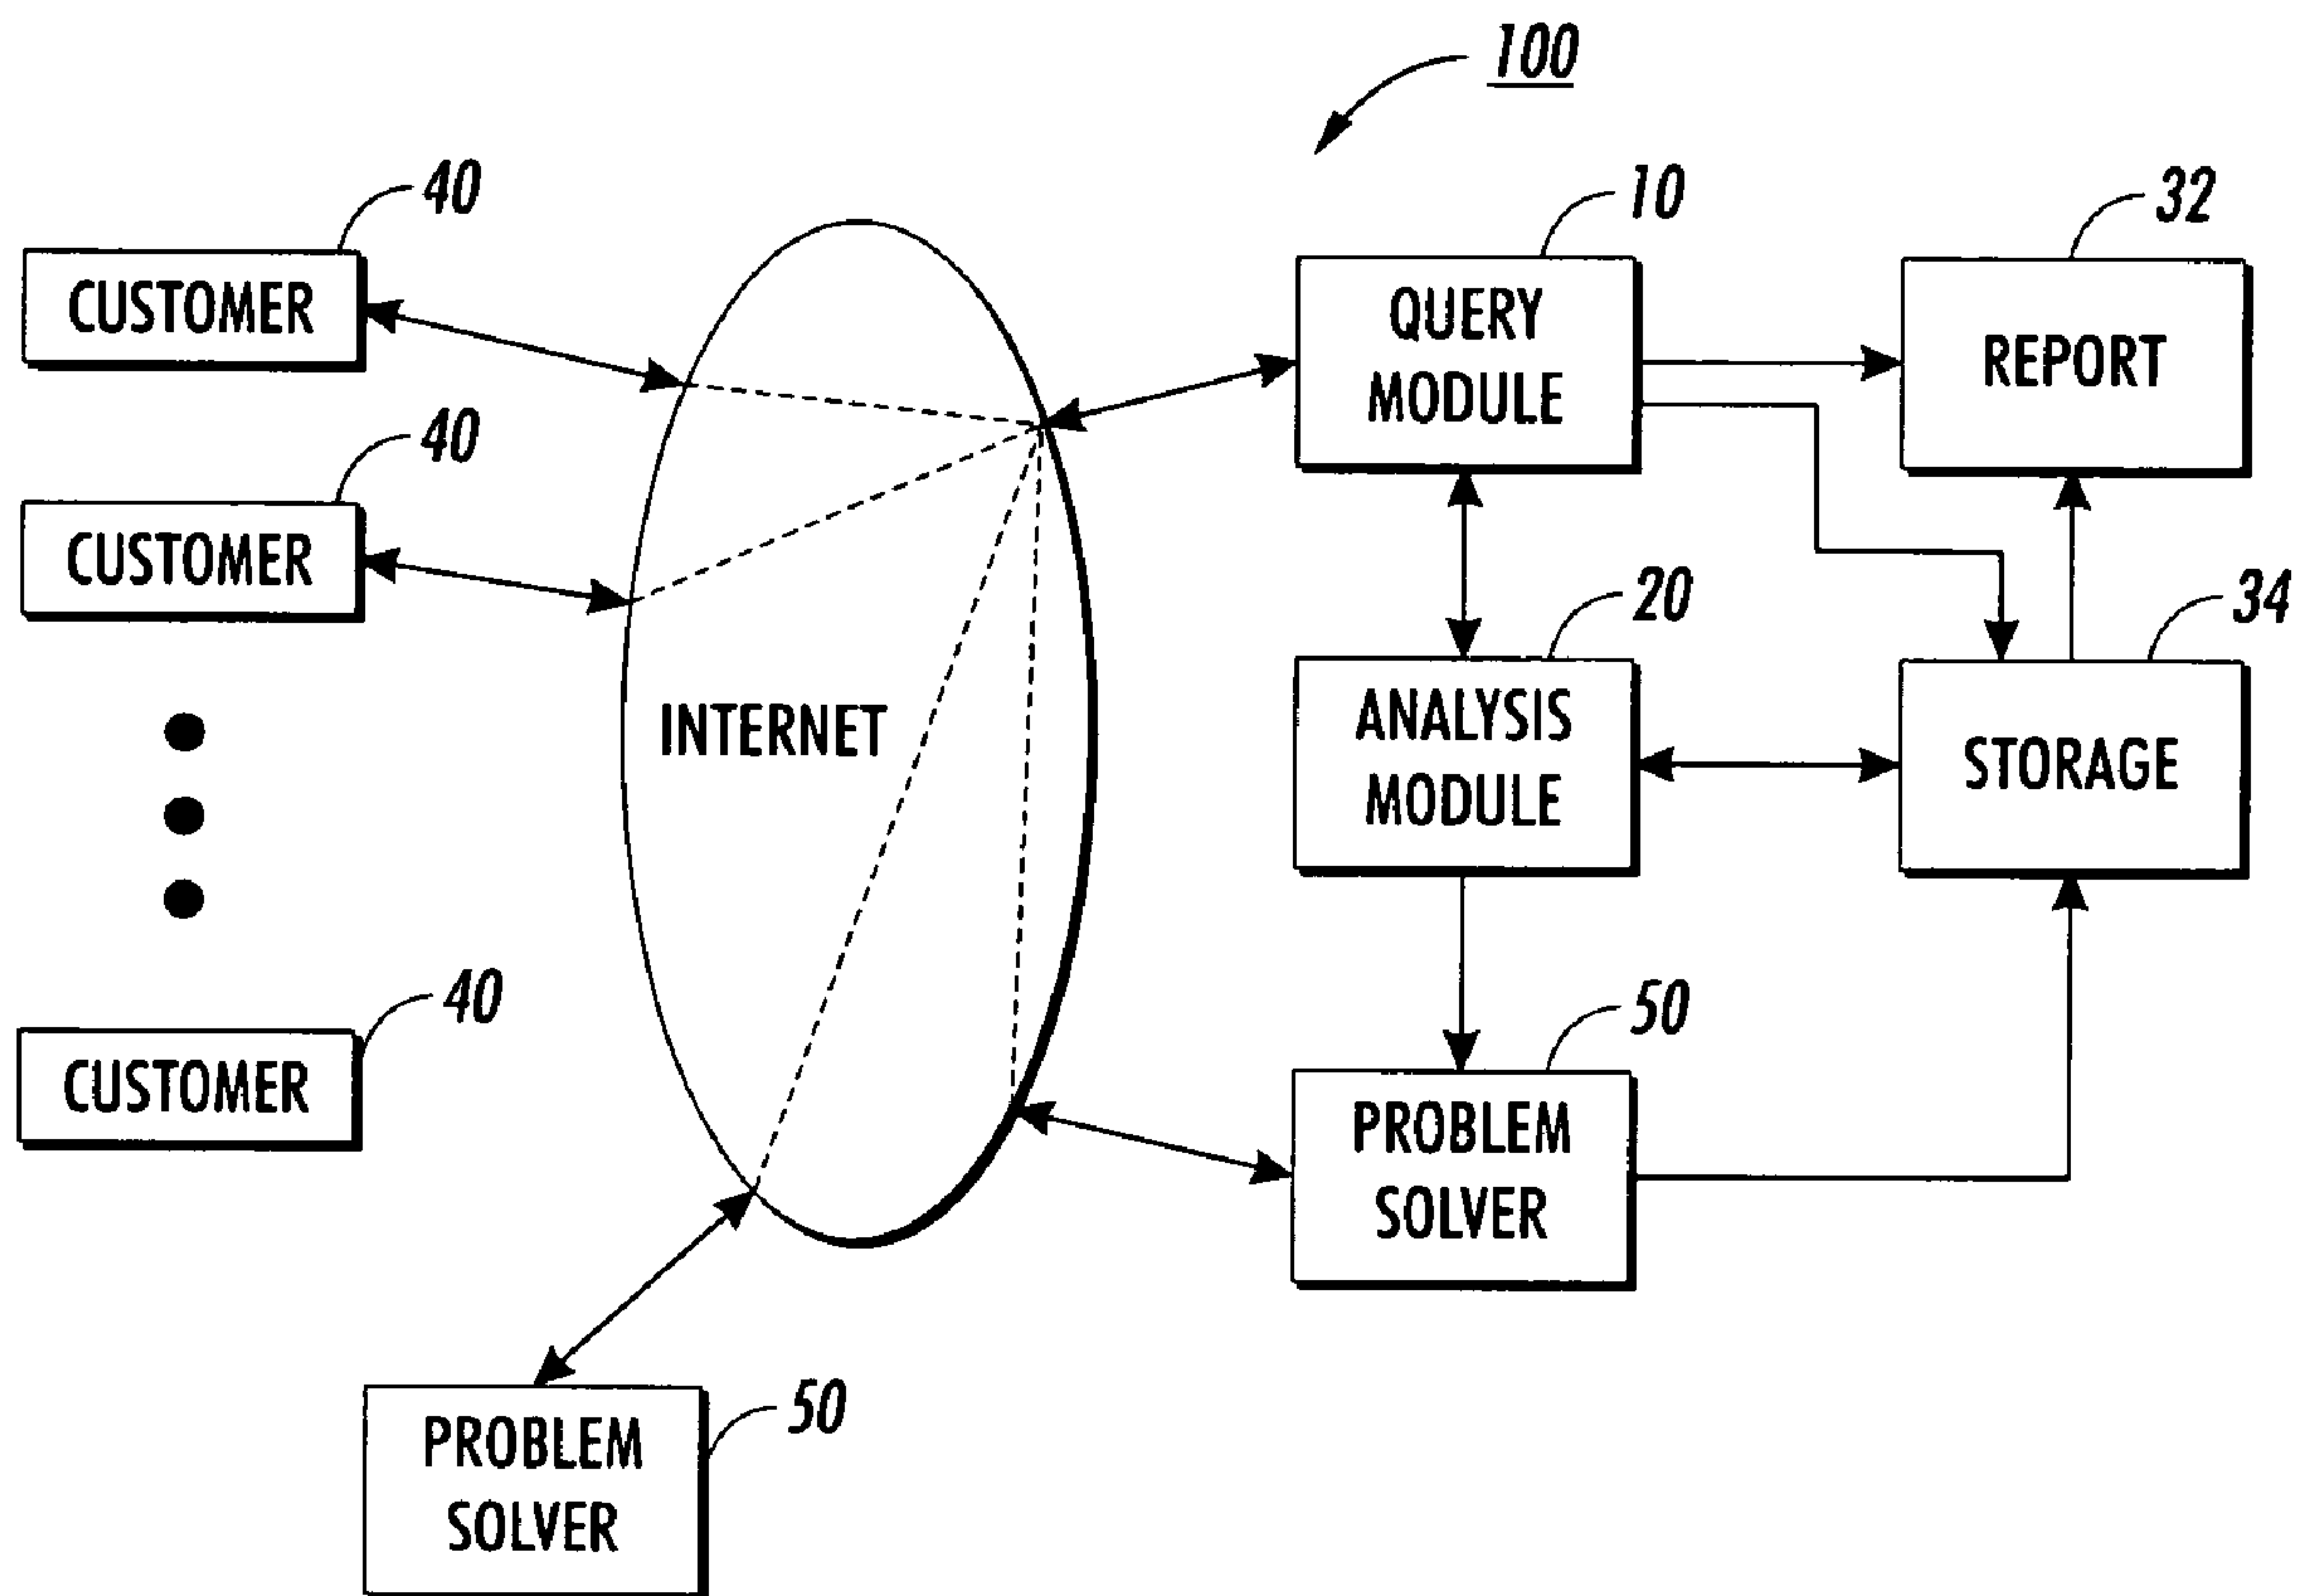 100
40
10
32
CUSTOMER
QUERY
MODULE
REPORT
40
CUSTOMER
20
34
INTERNET
ANALYSIS
MODULE
STORAGE
40
50
CUSTOMER
PROBLEM
SOLVER
50
PROBLEM
SOLVER